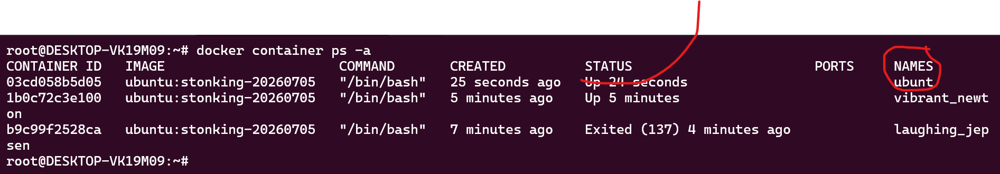 root@DESKTOP-VK19M09:~# docker container ps -a
CONTAINER ID   IMAGE                      COMMAND       CREATED          STATUS                       PORTS     NAMES
03cd058b5d05   ubuntu:stonking-20260705   "/bin/bash"   25 seconds ago   Up 24 seconds                          ubunt
1b0c72c3e100   ubuntu:stonking-20260705   "/bin/bash"   5 minutes ago    Up 5 minutes                           vibrant_newt
on
b9c99f2528ca   ubuntu:stonking-20260705   "/bin/bash"   7 minutes ago    Exited (137) 4 minutes ago             laughing_jep
sen
root@DESKTOP-VK19M09:~#